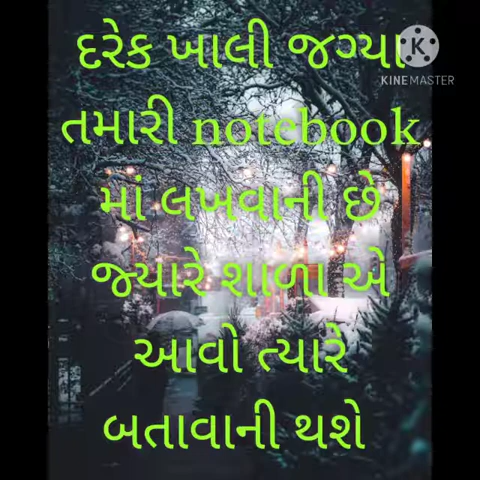 દરેક ખાલી જગ્યા
K
KINEMASTER
તમારી notebook
માં લખવાની છે
જ્યારે શાળા એ
આવો ત્યારે
બતાવાની થશે